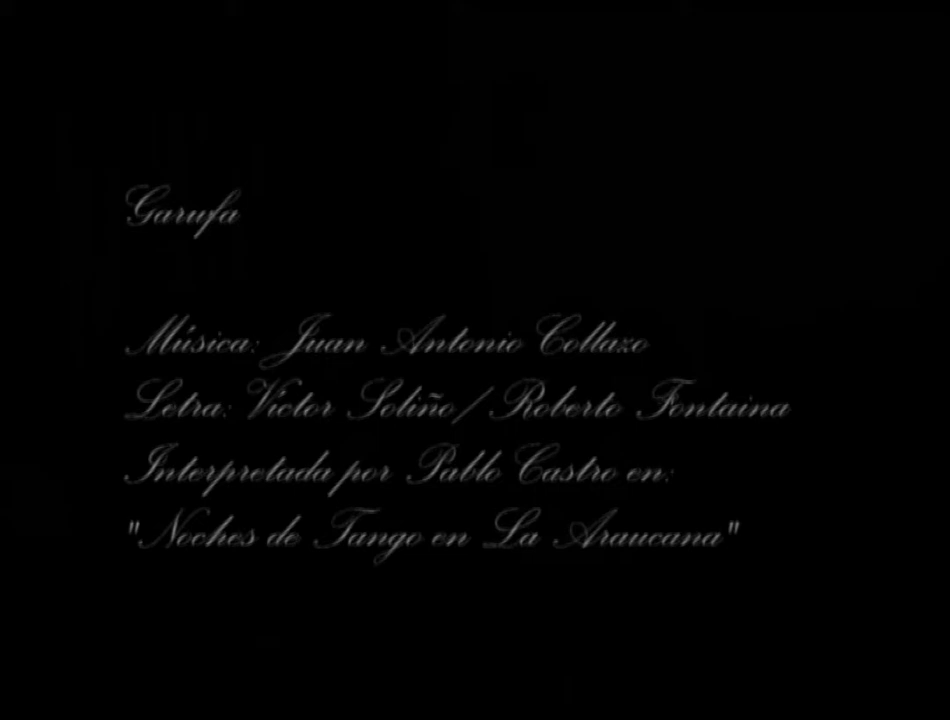 Garufa
Música: Juan Antonio Collazo
Letra: Víctor Soliño/ Roberto Fontaina
Interpretada por Pablo Castro en:
"Noches de Tango en La Araucana"